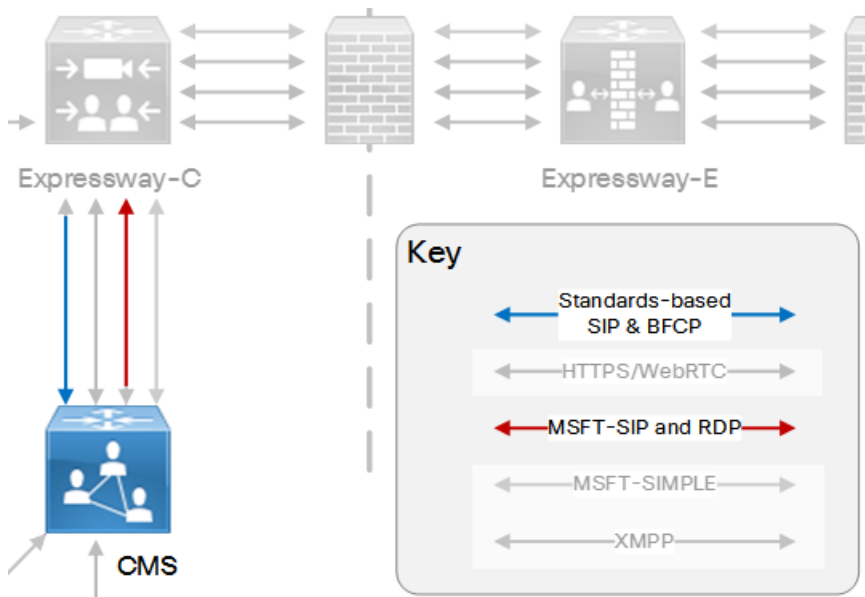 Expressway-C
Expressway-E
Key
Standards-based
SIP & BFCP
HTTPS/WebRTC
MSFT-SIP and RDP
MSFT-SIMPLE
XMPP
CMS